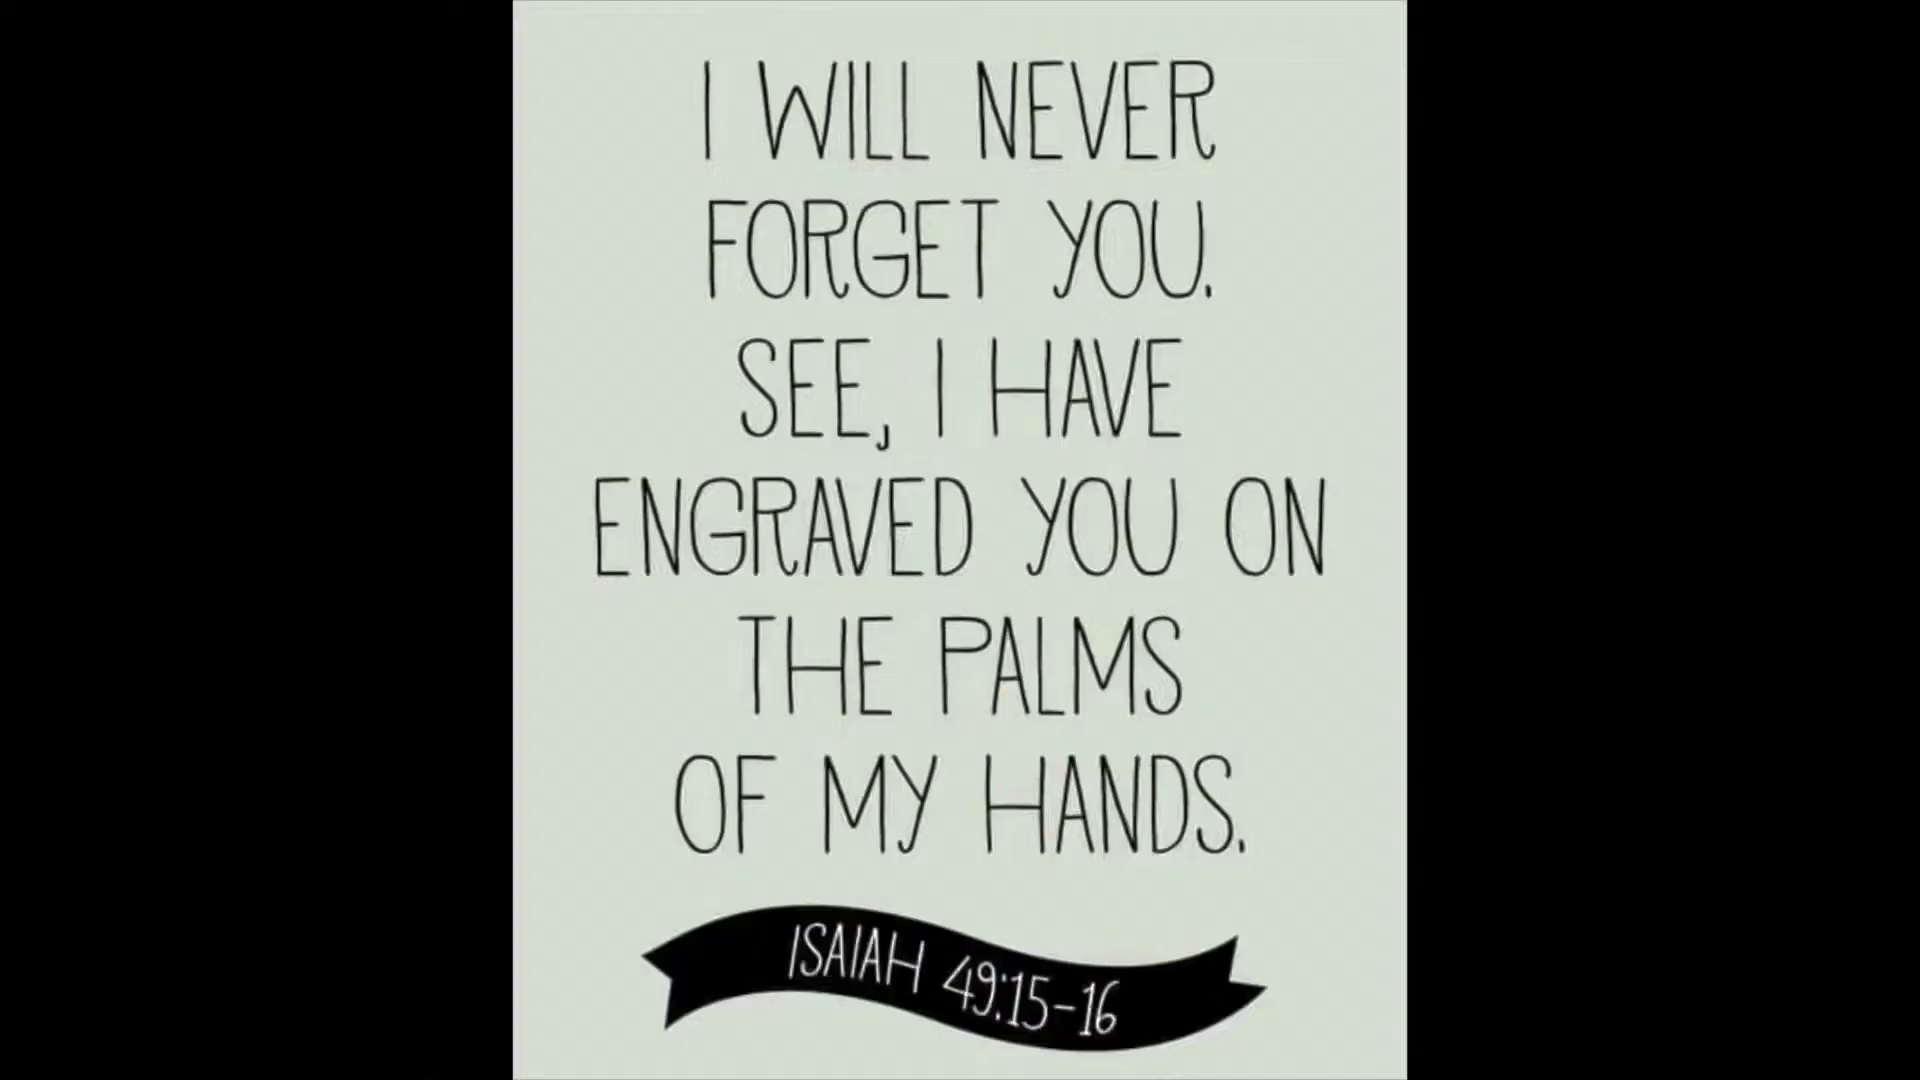 I WILL NEVER
FORGET YOU.
SEE, I HAVE
ENGRAVED YOU ON
THE PALMS
OF MY HANDS.
ISAIAH 49:15-16